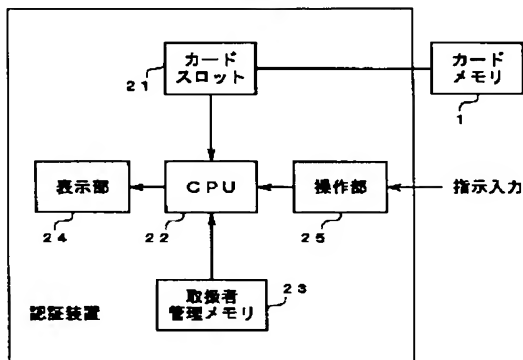 カード
スロット
21
カード
メモリ
1
表示部
24
CPU
22
操作部
25
指示入力
取扱者
管理メモリ
23
認証装置